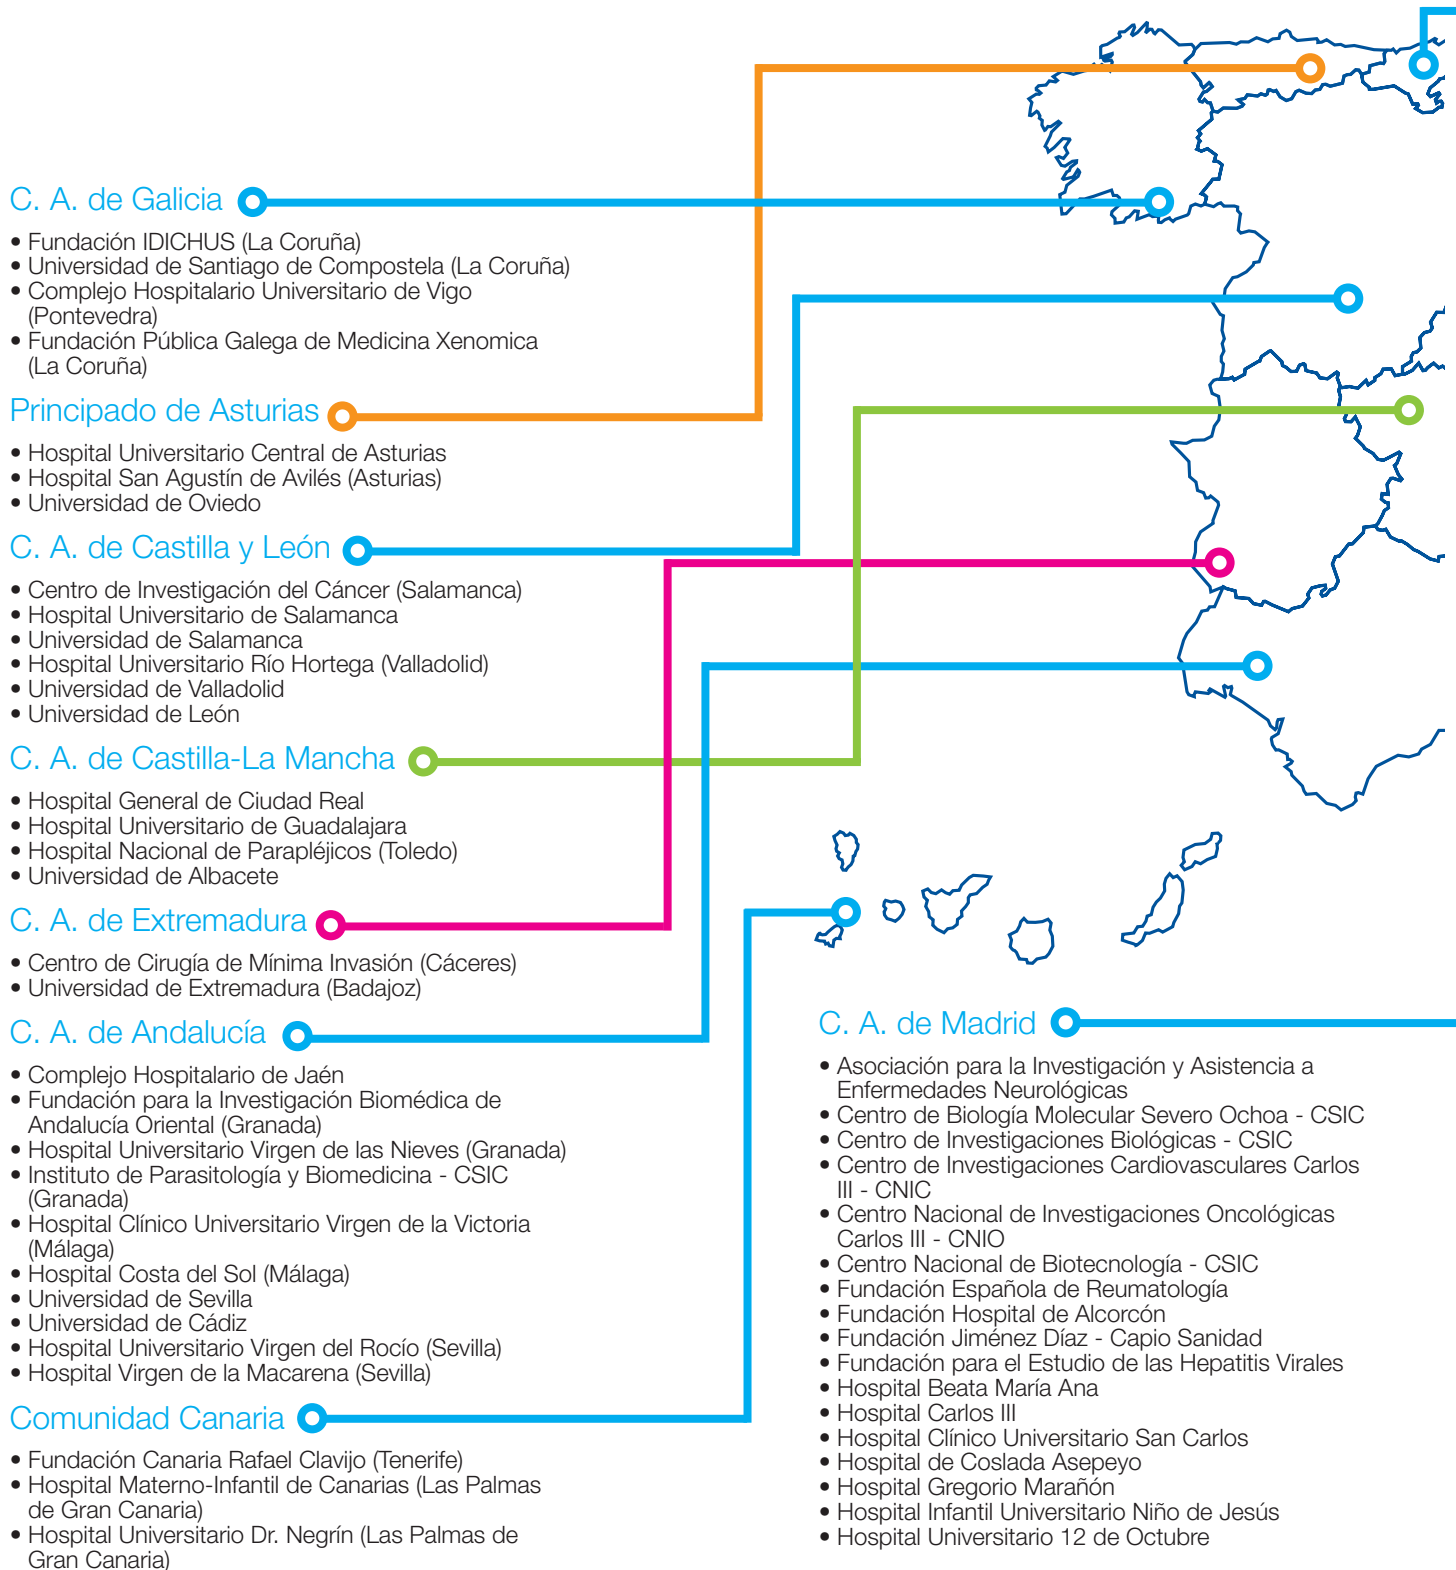 C. A. de Galicia
• Fundación IDICHUS (La Coruña)
• Universidad de Santiago de Compostela (La Coruña)
• Complejo Hospitalario Universitario de Vigo
(Pontevedra)
• Fundación Pública Galega de Medicina Xenomica
(La Coruña)
Principado de Asturias
• Hospital Universitario Central de Asturias
• Hospital San Agustín de Avilés (Asturias)
• Universidad de Oviedo
C. A. de Castilla y León
• Centro de Investigación del Cáncer (Salamanca)
• Hospital Universitario de Salamanca
• Universidad de Salamanca
• Hospital Universitario Río Hortega (Valladolid)
• Universidad de Valladolid
• Universidad de León
C. A. de Castilla-La Mancha
• Hospital General de Ciudad Real
• Hospital Universitario de Guadalajara
• Hospital Nacional de Parapléjicos (Toledo)
• Universidad de Albacete
C. A. de Extremadura
• Centro de Cirugía de Mínima Invasión (Cáceres)
• Universidad de Extremadura (Badajoz)
C. A. de Andalucía
• Complejo Hospitalario de Jaén
• Fundación para la Investigación Biomédica de
Andalucía Oriental (Granada)
• Hospital Universitario Virgen de las Nieves (Granada)
• Instituto de Parasitología y Biomedicina - CSIC
(Granada)
• Hospital Clínico Universitario Virgen de la Victoria
(Málaga)
• Hospital Costa del Sol (Málaga)
• Universidad de Sevilla
• Universidad de Cádiz
• Hospital Universitario Virgen del Rocío (Sevilla)
• Hospital Virgen de la Macarena (Sevilla)
Comunidad Canaria
• Fundación Canaria Rafael Clavijo (Tenerife)
• Hospital Materno-Infantil de Canarias (Las Palmas
de Gran Canaria)
• Hospital Universitario Dr. Negrín (Las Palmas de
Gran Canaria)
C. A. de Madrid
• Asociación para la Investigación y Asistencia a
Enfermedades Neurológicas
• Centro de Biología Molecular Severo Ochoa - CSIC
• Centro de Investigaciones Biológicas - CSIC
• Centro de Investigaciones Cardiovasculares Carlos
III - CNIC
• Centro Nacional de Investigaciones Oncológicas
Carlos III - CNIO
• Centro Nacional de Biotecnología - CSIC
• Fundación Española de Reumatología
• Fundación Hospital de Alcorcón
• Fundación Jiménez Díaz - Capio Sanidad
• Fundación para el Estudio de las Hepatitis Virales
• Hospital Beata María Ana
• Hospital Carlos III
• Hospital Clínico Universitario San Carlos
• Hospital de Coslada Asepeyo
• Hospital Gregorio Marañón
• Hospital Infantil Universitario Niño de Jesús
• Hospital Universitario 12 de Octubre